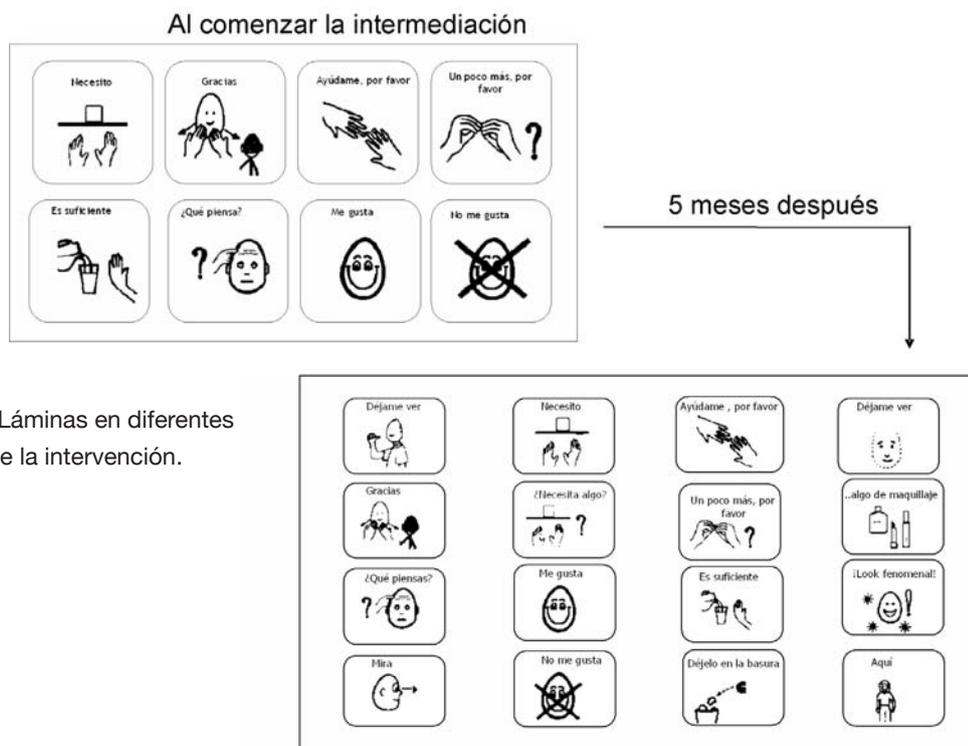 Al comenzar la intermediación
Necesito
Gracias
Ayúdame, por favor
Un poco más, por
favor
?
Es suficiente
¿Qué piensa?
?
Me gusta
No me gusta
5 meses después
Láminas en diferentes
e la intervención.
Déjame ver
Necesito
Ayúdame , por favor
Déjame ver
Gracias
¿Necesita algo?
?
Un poco más, por
favor
?
..algo de maquillaje
¿Qué piensas?
?
Me gusta
Es suficiente
¡Look fenomenal!
!
Mira
No me gusta
Déjelo en la basura
Aquí